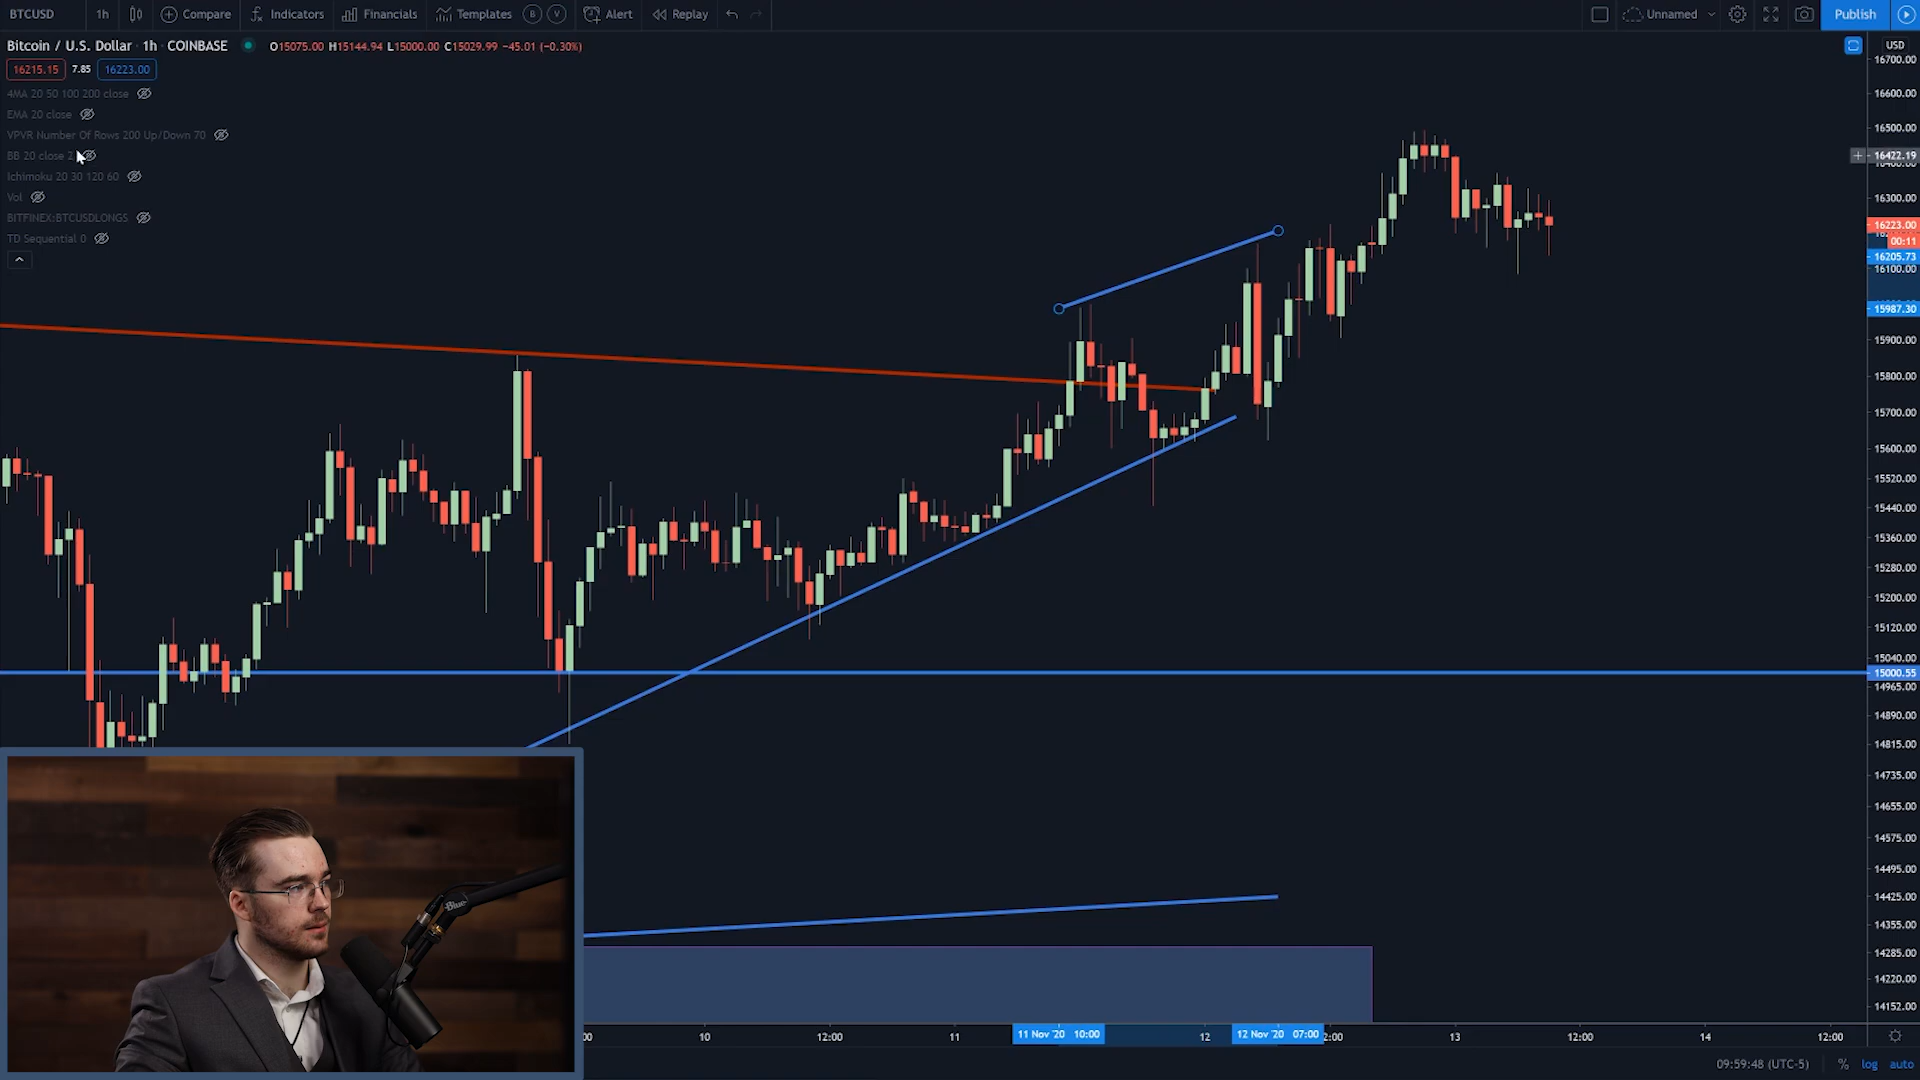 BTCUSD 1h Compare Indicators Financials Templates B V Alert Replay Unnamed Publish
Bitcoin / U.S. Dollar · 1h · COINBASE O15075.00 H15144.94 L15000.00 C15029.99 −45.01 (−0.30%)
16215.15 7.85 16223.00
4MA 20 50 100 200 close
EMA 20 close
VPVR Number Of Rows 200 Up/Down 70
BB 20 close 2
Ichimoku 20 30 120 60
Vol
BITFINEX:BTCUSDLONGS
TD Sequential 0
USD
16700.00
16600.00
16500.00
16422.19
16300.00
16223.00
00:11
16205.73
16100.00
15987.30
15900.00
15800.00
15700.00
15600.00
15520.00
15440.00
15360.00
15280.00
15200.00
15120.00
15040.00
15000.55
14965.00
14890.00
14815.00
14735.00
14655.00
14575.00
14495.00
14425.00
14355.00
14285.00
14220.00
14152.00
Blue
10 12:00 11 11 Nov '20 10:00 12 12 Nov '20 07:00 2:00 13 12:00 14 12:00
09:59:48 (UTC-5) % log auto